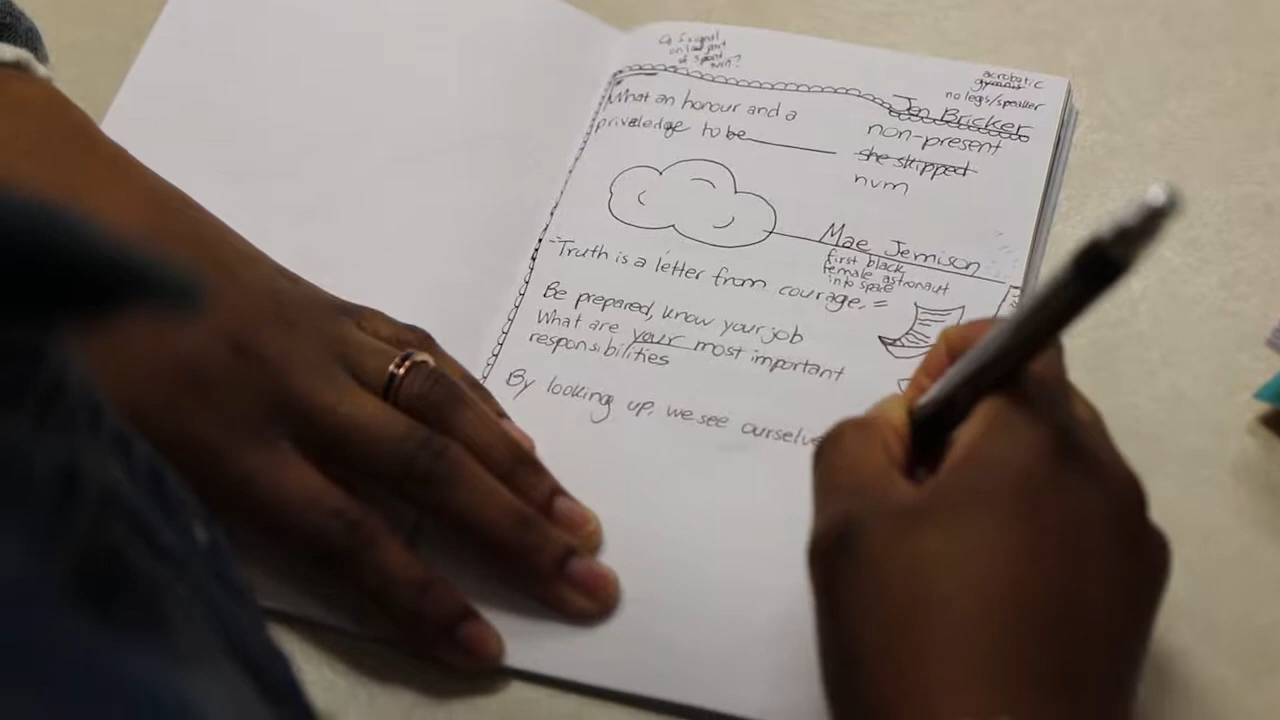 acrobatic
gymnast
no legs/speaker
What an honour and a
priveledge to be
Jen Bricker
non-present
she skipped
nvm
Mae Jemison
first black
female astronaut
into space
-Truth is a letter from courage. =
Be prepared, know your job
What are your most important
responsibilities
By looking up, we see ourselve